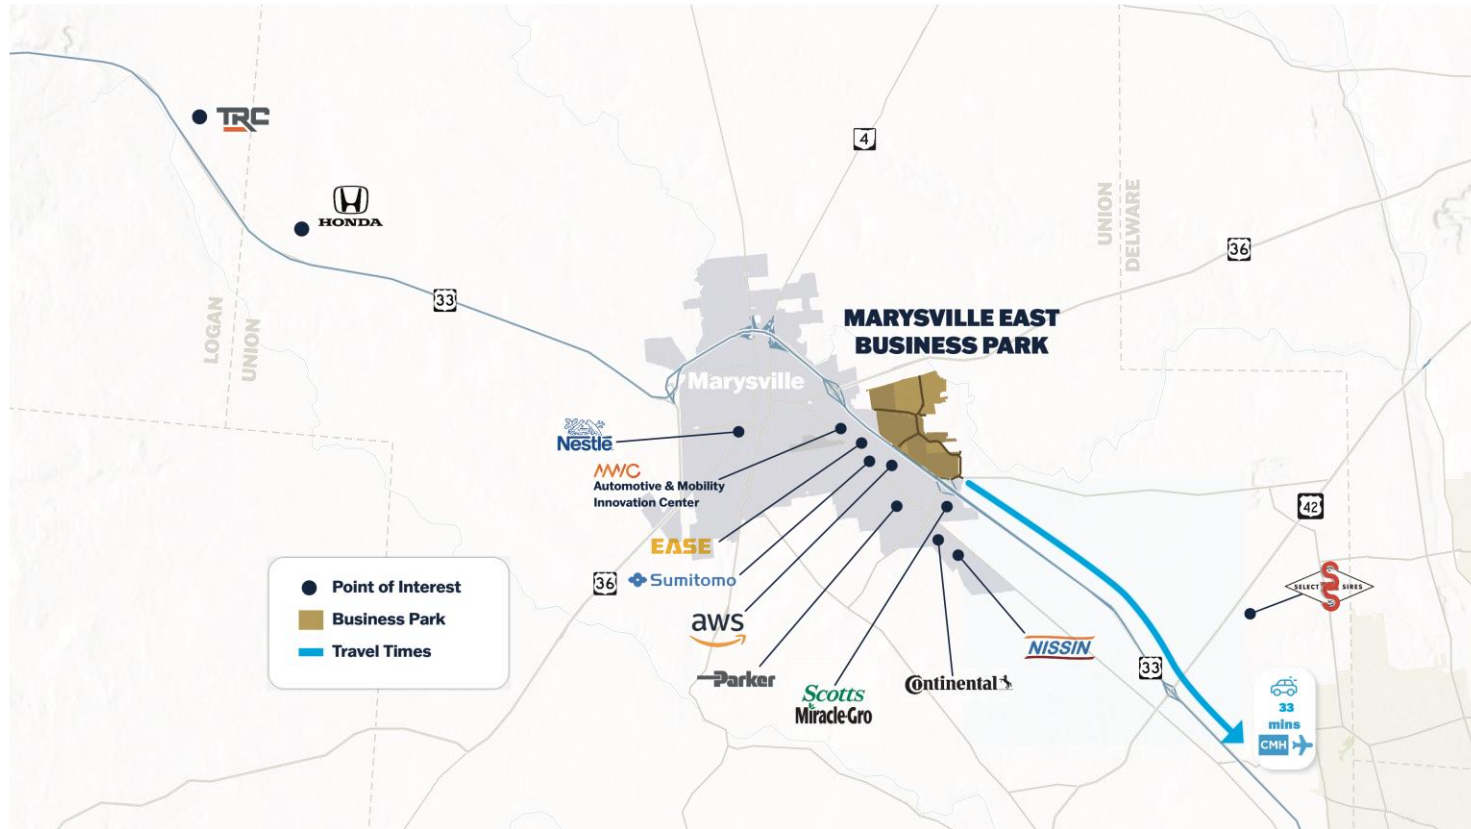 TRC
HONDA
4
UNION
DELWARE
36
33
LOGAN
UNION
MARYSVILLE EAST
BUSINESS PARK
Marysville
Nestlé
AMIC
Automotive & Mobility
Innovation Center
EASE
36
Sumitomo
aws
Parker
Scotts
Miracle-Gro
Continental
NISSIN
42
SELECT SIRES
33
33
mins
CMH
Point of Interest
Business Park
Travel Times